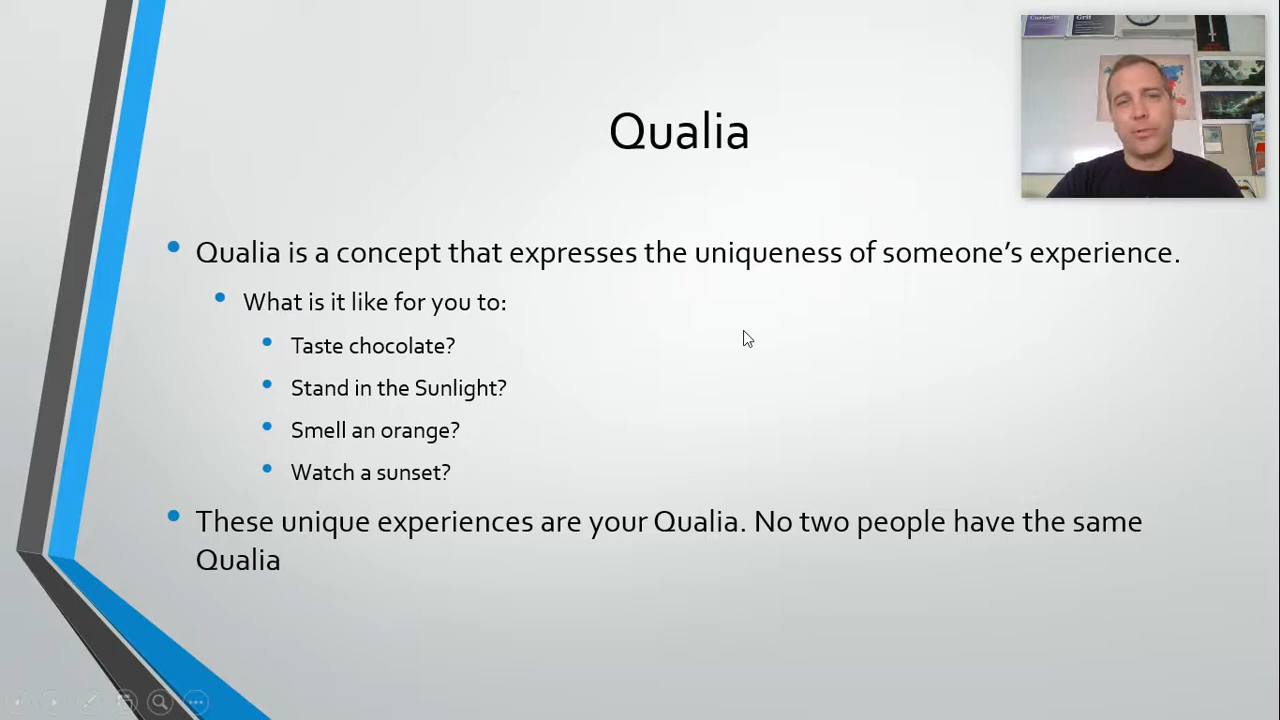 Curiosity
Grit
Qualia
Qualia is a concept that expresses the uniqueness of someone’s experience.
What is it like for you to:
Taste chocolate?
Stand in the Sunlight?
Smell an orange?
Watch a sunset?
These unique experiences are your Qualia. No two people have the same
Qualia